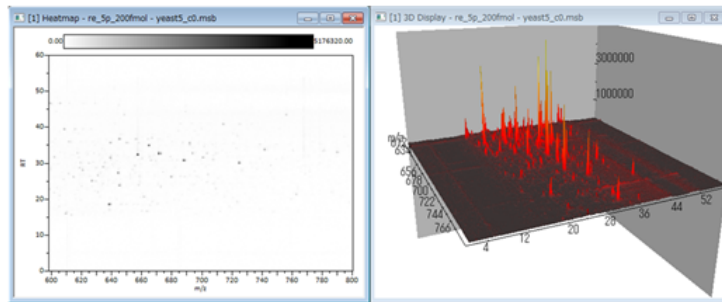 [1] Heatmap - re_5p_200fmol - yeast5_c0.msb
0.00 5176320.00
60
50
40
30
20
10
0
RT
600 620 640 660 680 700 720 740 760 780 800
m/z
[1] 3D Display - re_5p_200fmol - yeast5_c0.msb
3000000
1000000
m/z
634
656
678
700
722
744
766
4 12 20 28 36 44 52